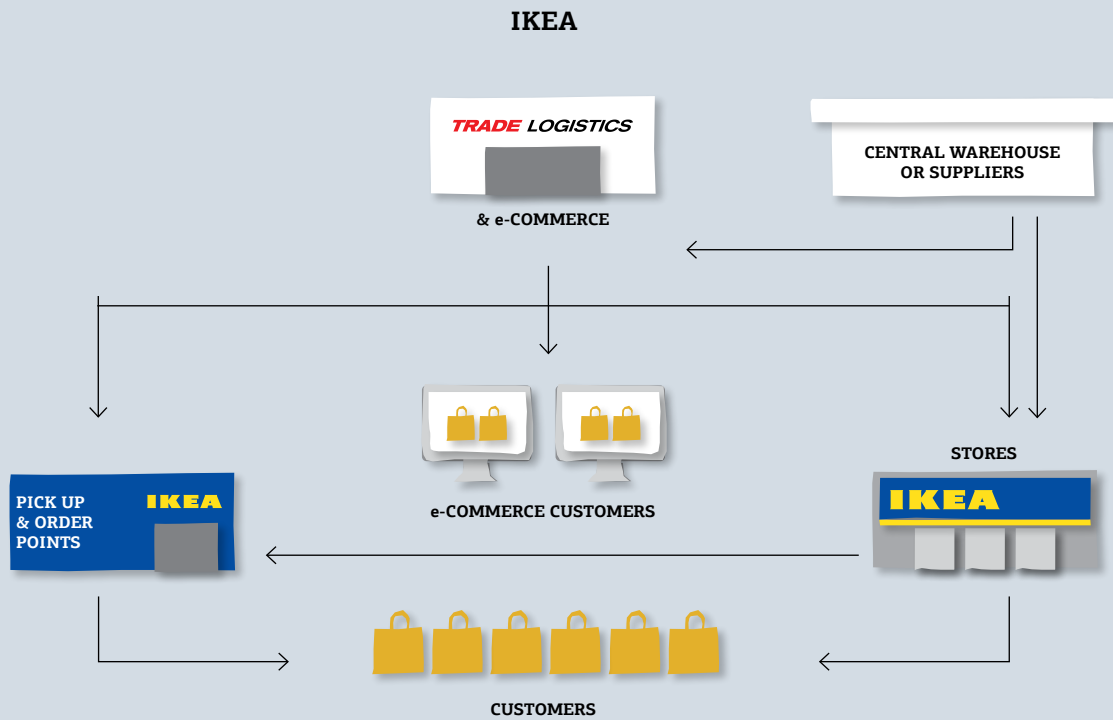 IKEA
TRADE LOGISTICS
& e-COMMERCE
CENTRAL WAREHOUSE
OR SUPPLIERS
e-COMMERCE CUSTOMERS
STORES
IKEA
PICK UP
& ORDER
POINTS
IKEA
CUSTOMERS